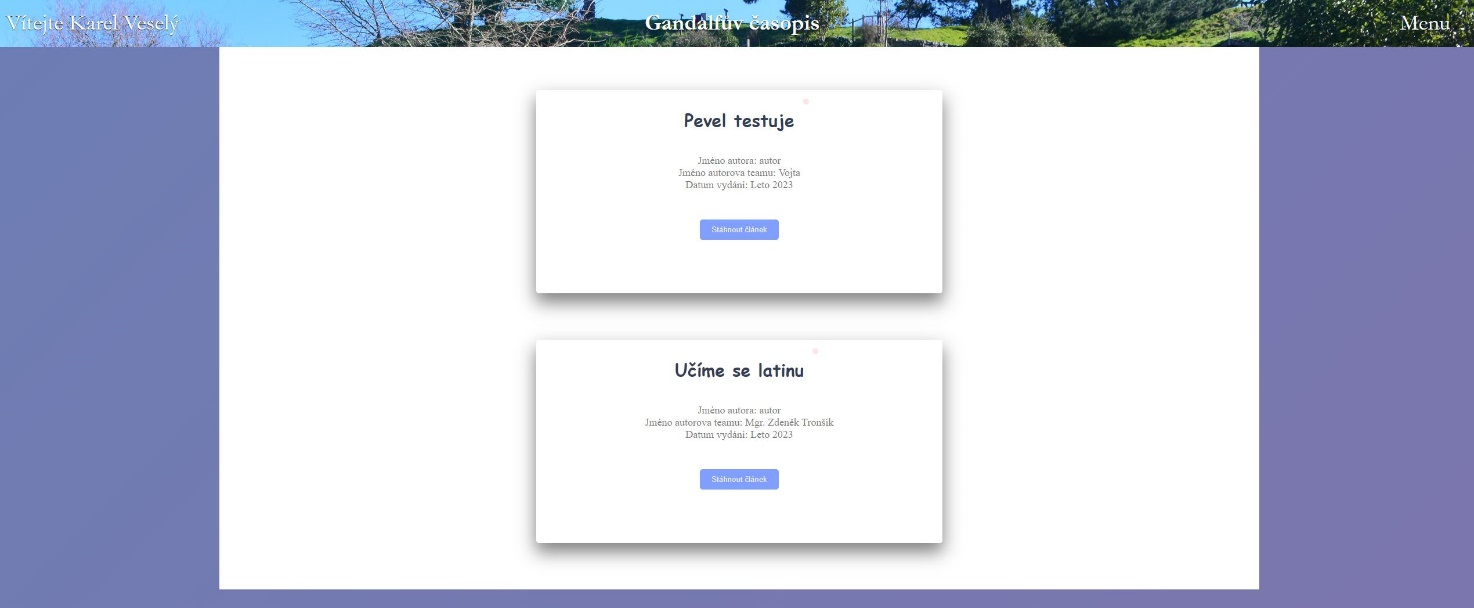 Vítejte Karel Veselý
Gandalfův časopis
Menu
Pevel testuje
Jméno autora: autor
Jméno autorova teamu: Vojta
Datum vydání: Leto 2023
Stáhnout článek
Učíme se latinu
Jméno autora: autor
Jméno autorova teamu: Mgr. Zdeněk Tronšik
Datum vydání: Leto 2023
Stáhnout článek